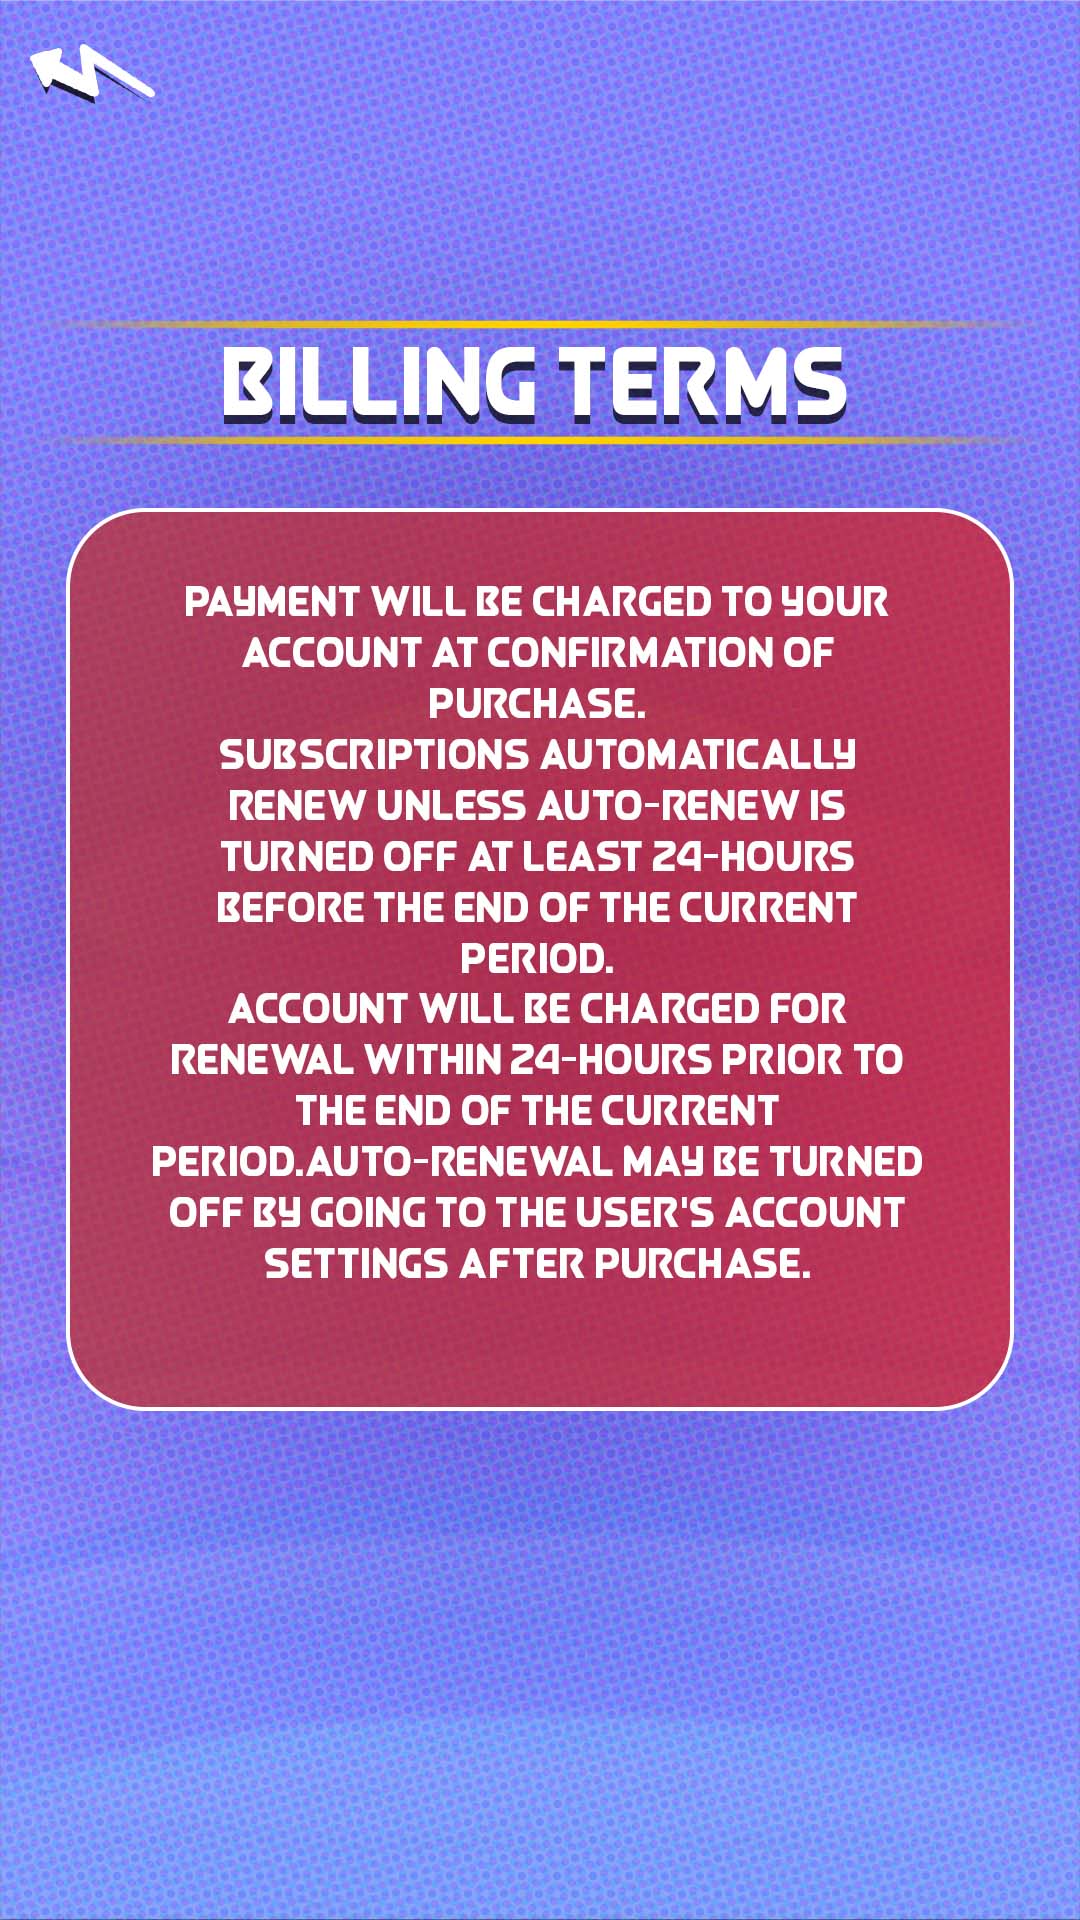 BILLING TERMS
PAYMENT WILL BE CHARGED TO YOUR
ACCOUNT AT CONFIRMATION OF
PURCHASE.
SUBSCRIPTIONS AUTOMATICALLY
RENEW UNLESS AUTO-RENEW IS
TURNED OFF AT LEAST 24-HOURS
BEFORE THE END OF THE CURRENT
PERIOD.
ACCOUNT WILL BE CHARGED FOR
RENEWAL WITHIN 24-HOURS PRIOR TO
THE END OF THE CURRENT
PERIOD.AUTO-RENEWAL MAY BE TURNED
OFF BY GOING TO THE USER'S ACCOUNT
SETTINGS AFTER PURCHASE.